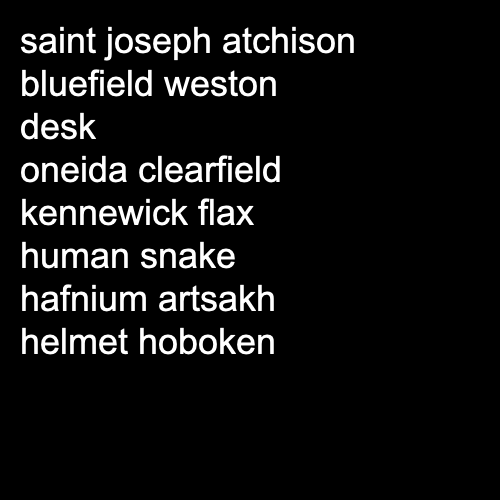 saint joseph atchison
bluefield weston
desk
oneida clearfield
kennewick flax
human snake
hafnium artsakh
helmet hoboken